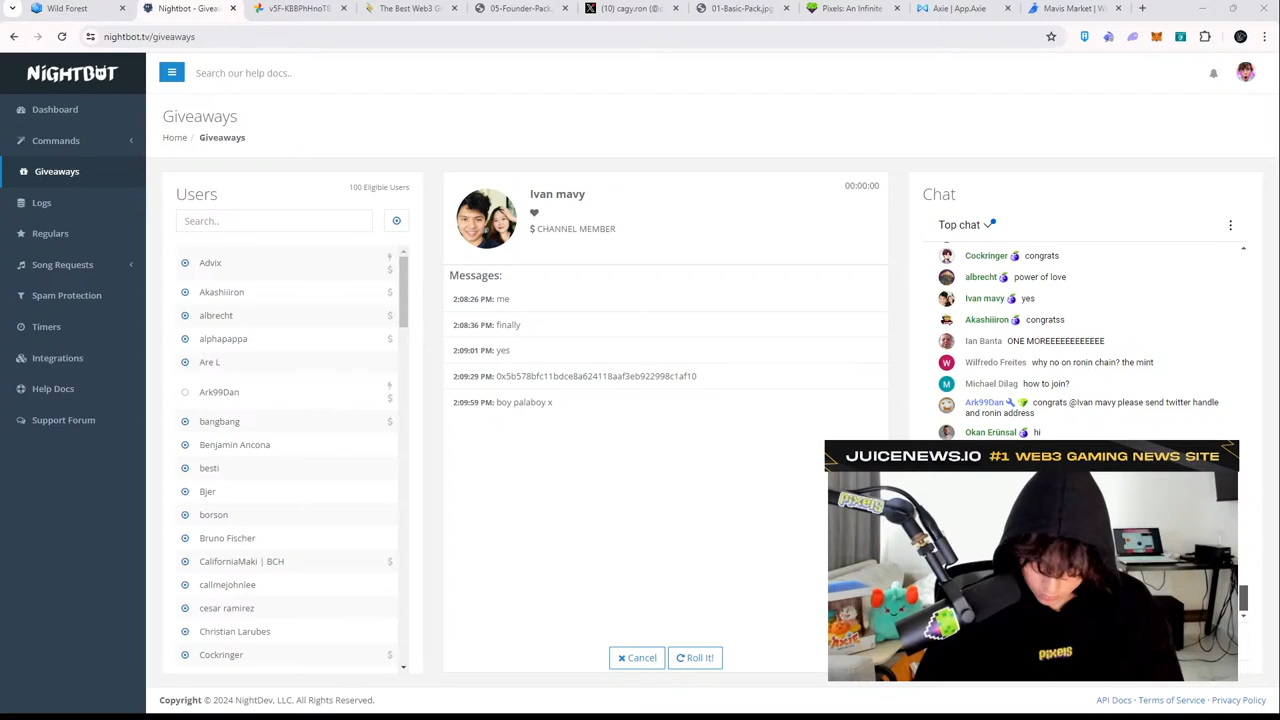 Wild Forest
Nightbot - Givea
v5F-KBBPhHnoTB
The Best Web3 G
05-Founder-Pack
(10) cagy.ron (@c
01-Basic-Pack.jpg
Pixels: An Infinite
Axie | App.Axie
Mavis Market | W
nightbot.tv/giveaways
NIGHTBOT
Search our help docs..
Dashboard
Commands
Giveaways
Logs
Regulars
Song Requests
Spam Protection
Timers
Integrations
Help Docs
Support Forum
Giveaways
Home / Giveaways
Users
100 Eligible Users
Search..
Advix
$
Akashiiiron $
albrecht $
alphapappa $
Are L
Ark99Dan
$
bangbang $
Benjamin Ancona
besti
Bjer
borson
Bruno Fischer
CaliforniaMaki | BCH $
callmejohnlee
cesar ramirez
Christian Larubes
Cockringer $
Ivan mavy
00:00:00
$ CHANNEL MEMBER
Messages:
2:08:26 PM: me
2:08:36 PM: finally
2:09:01 PM: yes
2:09:29 PM: 0x5b578bfc11bdce8a624118aaf3eb922998c1af10
2:09:59 PM: boy palaboy x
Cancel
Roll It!
Chat
Top chat
Cockringer congrats
albrecht power of love
Ivan mavy yes
Akashiiiron congratss
Ian Banta ONE MOREEEEEEEEEEEE
W Wilfredo Freites why no on ronin chain? the mint
M Michael Dilag how to join?
Ark99Dan congrats @Ivan mavy please send twitter handle
and ronin address
Okan Erünsal hi
JUICENEWS.IO #1 WEB3 GAMING NEWS SITE
pixels
pixels
Copyright © 2024 NightDev, LLC. All Rights Reserved.
API Docs · Terms of Service · Privacy Policy